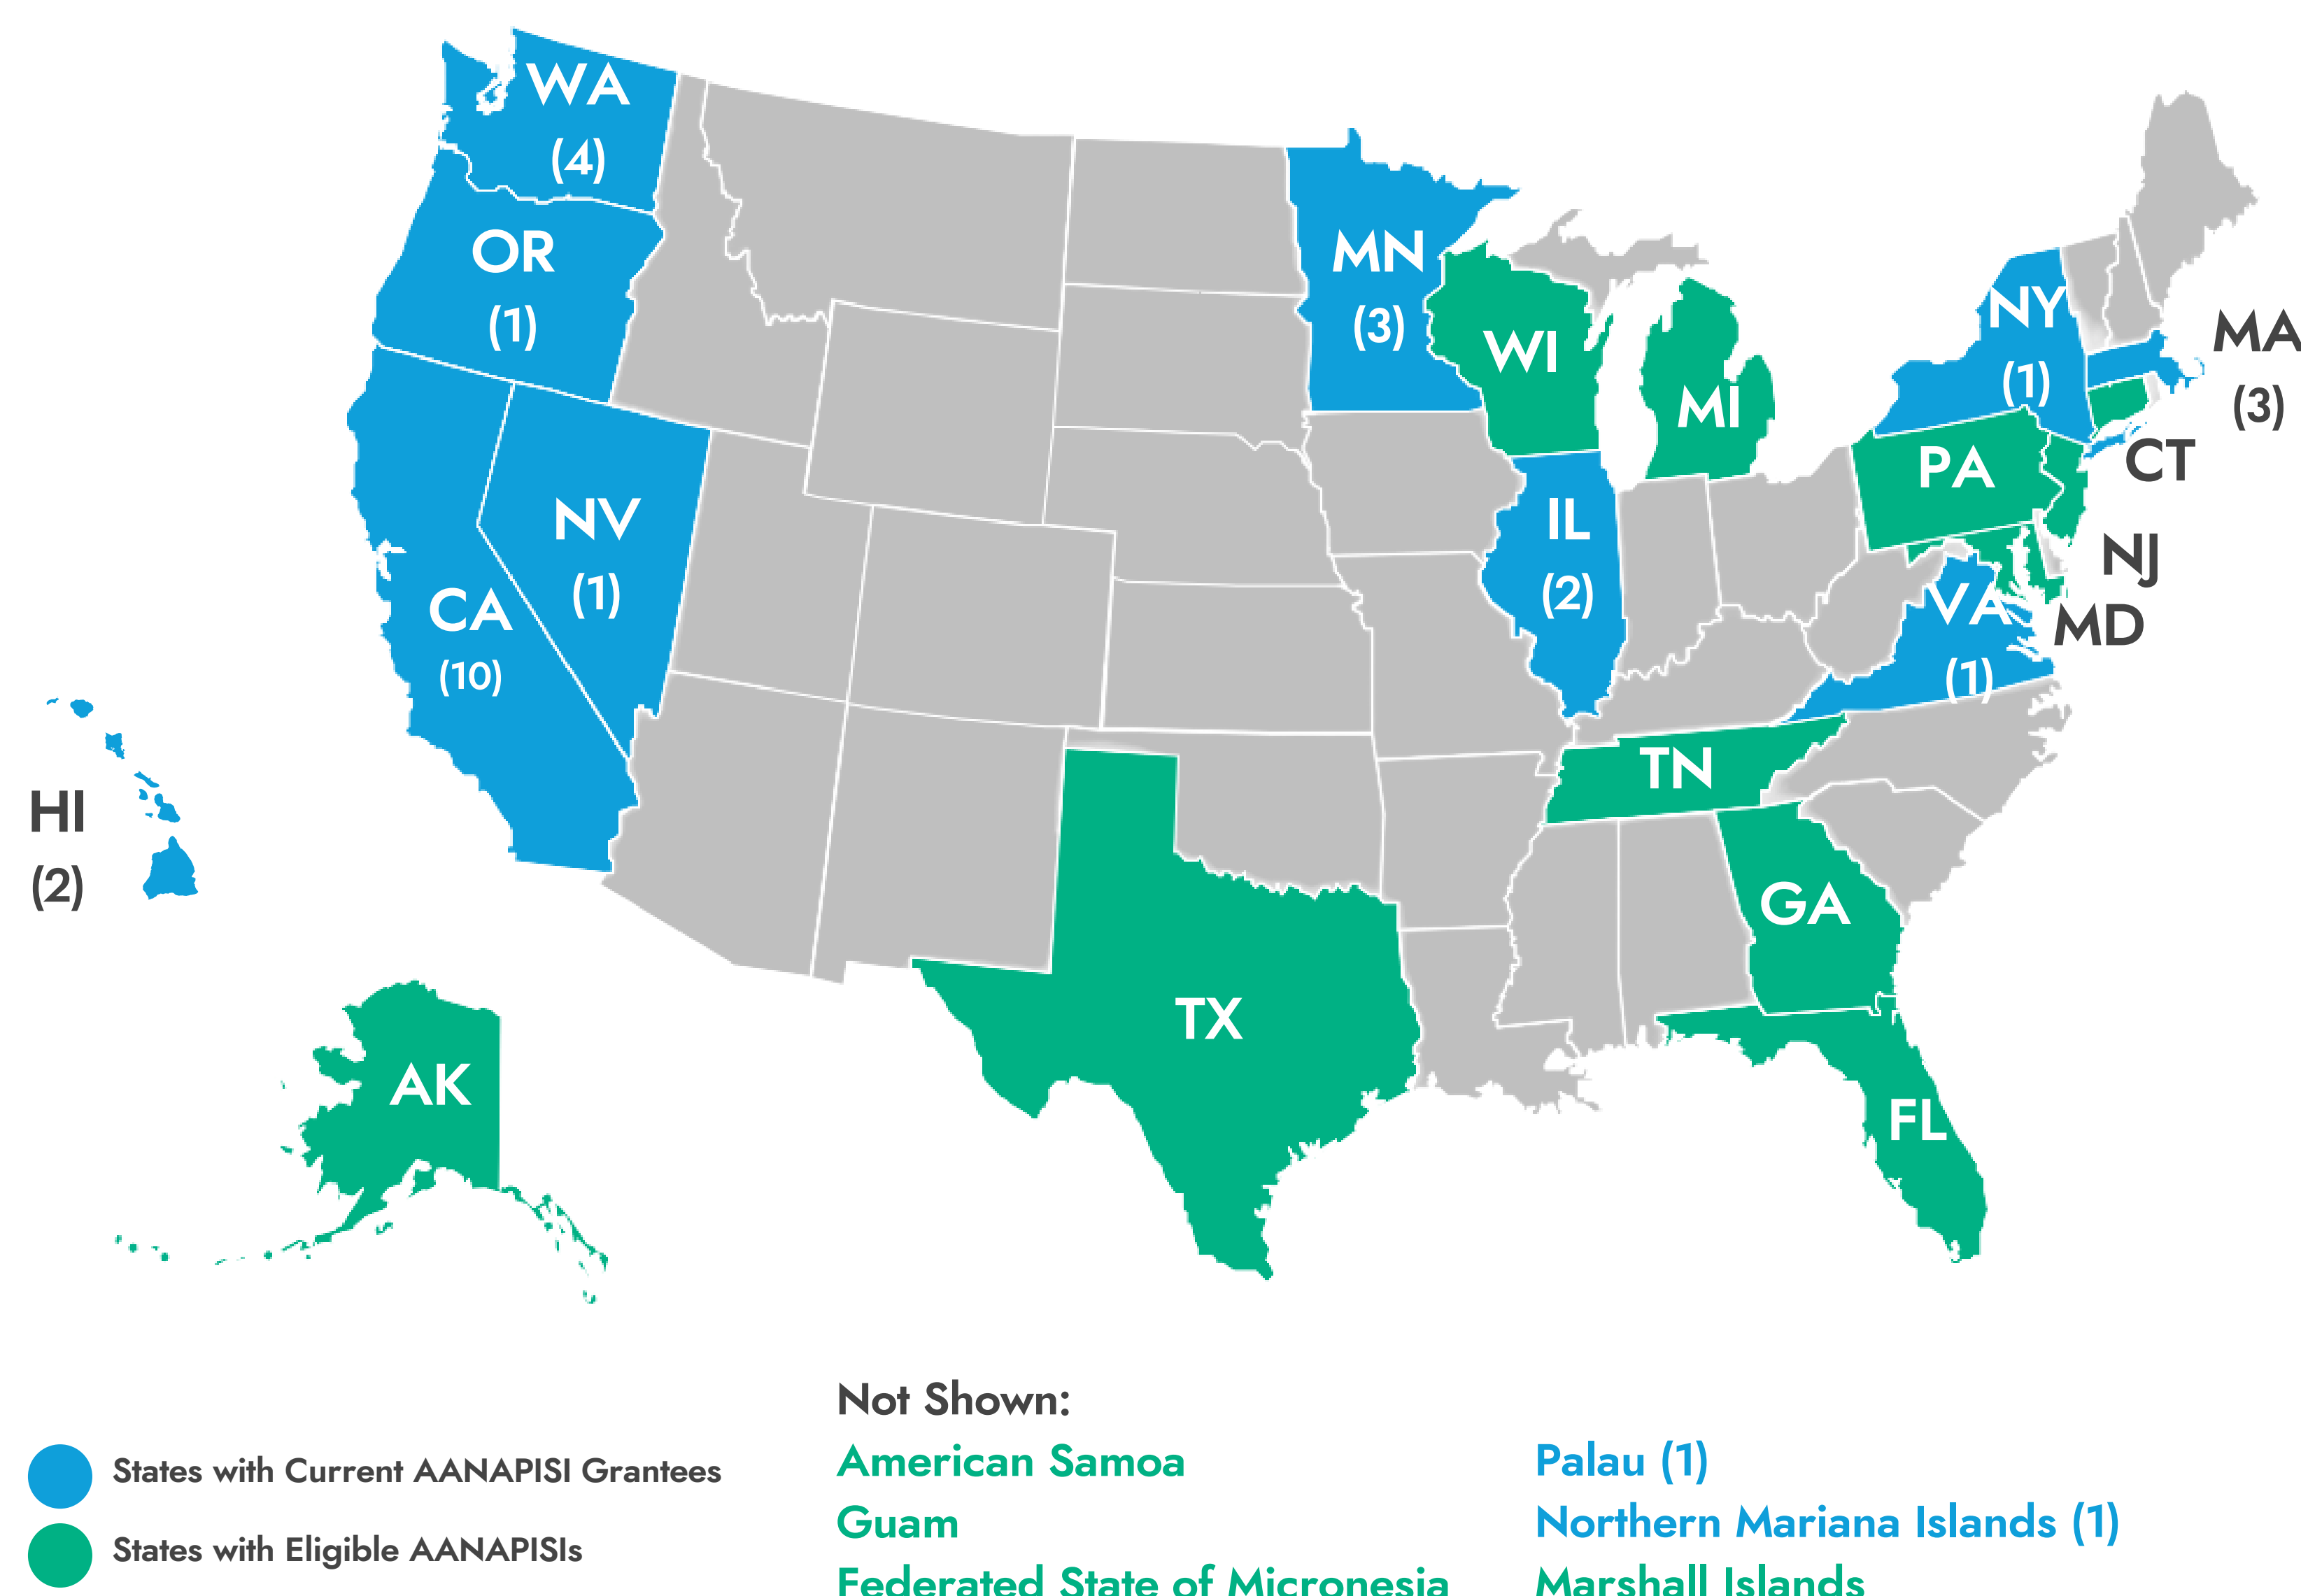 WA
(4)
OR
(1)
MN
(3)
WI
MI
NY
(1)
MA
(3)
CT
PA
NV
(1)
IL
(2)
NJ
CA
(10)
VA
(1)
MD
TN
HI
(2)
GA
TX
AK
FL
Not Shown:
States with Current AANAPISI Grantees
States with Eligible AANAPISIs
American Samoa
Guam
Federated State of Micronesia
Palau (1)
Northern Mariana Islands (1)
Marshall Islands